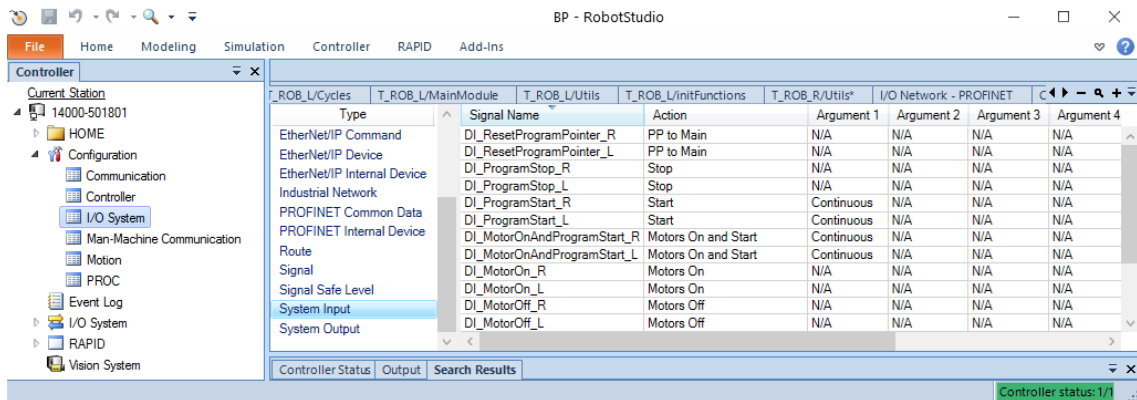 BP - RobotStudio
File Home Modeling Simulation Controller RAPID Add-Ins
Controller
Current Station
14000-501801
HOME
Configuration
Communication
Controller
I/O System
Man-Machine Communication
Motion
PROC
Event Log
I/O System
RAPID
Vision System
T_ROB_L/Cycles T_ROB_L/MainModule T_ROB_L/Utils T_ROB_L/initFunctions T_ROB_R/Utils* I/O Network - PROFINET C
Type
EtherNet/IP Command
EtherNet/IP Device
EtherNet/IP Internal Device
Industrial Network
PROFINET Common Data
PROFINET Internal Device
Route
Signal
Signal Safe Level
System Input
System Output
Signal Name Action Argument 1 Argument 2 Argument 3 Argument 4
DI_ResetProgramPointer_R PP to Main N/A N/A N/A N/A
DI_ResetProgramPointer_L PP to Main N/A N/A N/A N/A
DI_ProgramStop_R Stop N/A N/A N/A N/A
DI_ProgramStop_L Stop N/A N/A N/A N/A
DI_ProgramStart_R Start Continuous N/A N/A N/A
DI_ProgramStart_L Start Continuous N/A N/A N/A
DI_MotorOnAndProgramStart_R Motors On and Start Continuous N/A N/A N/A
DI_MotorOnAndProgramStart_L Motors On and Start Continuous N/A N/A N/A
DI_MotorOn_R Motors On N/A N/A N/A N/A
DI_MotorOn_L Motors On N/A N/A N/A N/A
DI_MotorOff_R Motors Off N/A N/A N/A N/A
DI_MotorOff_L Motors Off N/A N/A N/A N/A
Controller Status Output Search Results
Controller status: 1/1